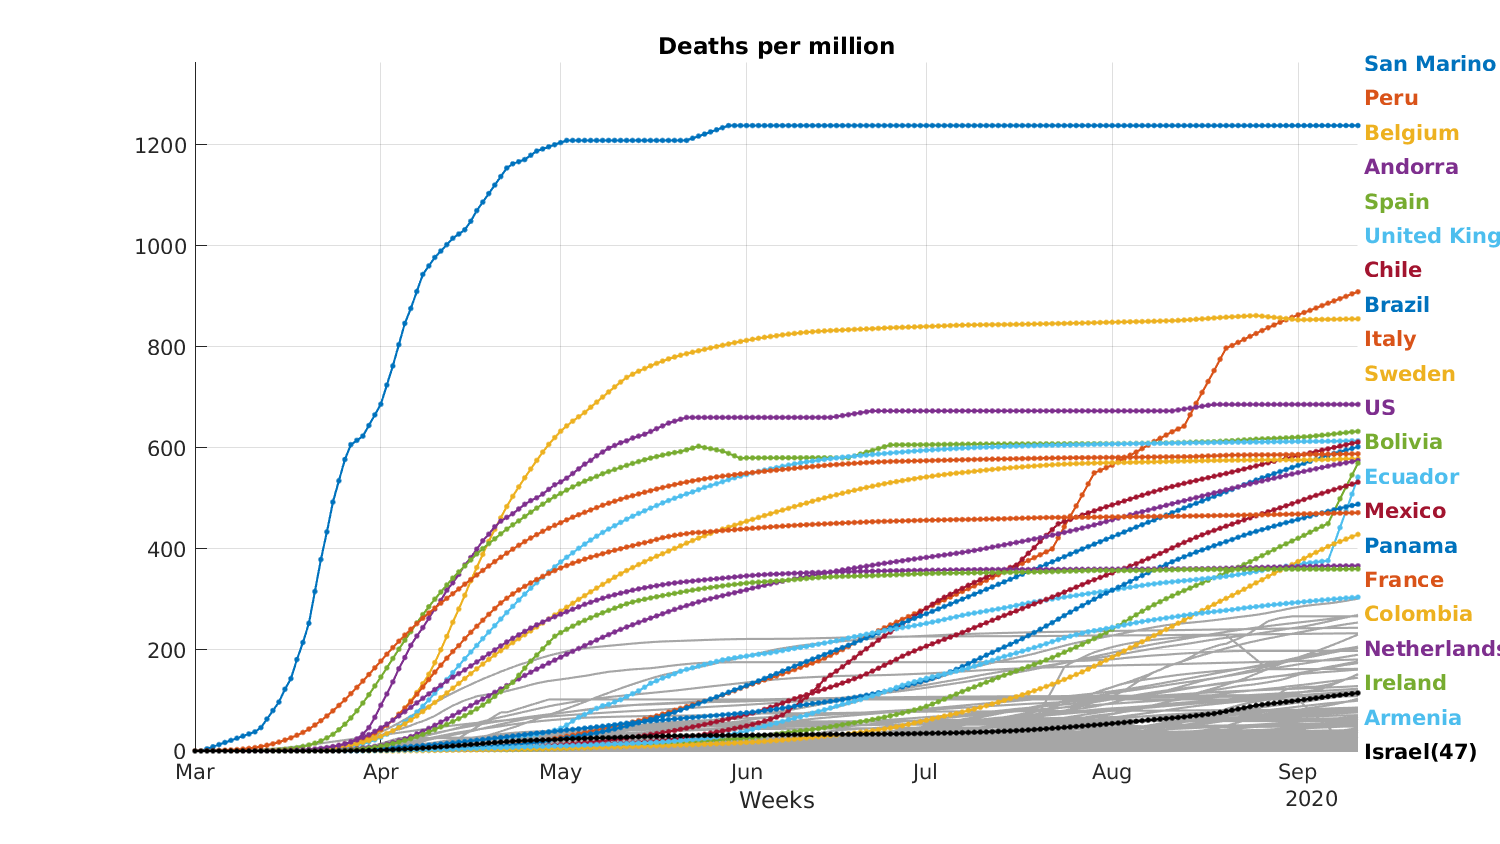 Deaths per million
1200
1000
800
600
400
200
0
Mar Apr May Jun Jul Aug Sep
2020
Weeks
San Marino
Peru
Belgium
Andorra
Spain
United King
Chile
Brazil
Italy
Sweden
US
Bolivia
Ecuador
Mexico
Panama
France
Colombia
Netherlands
Ireland
Armenia
Israel(47)